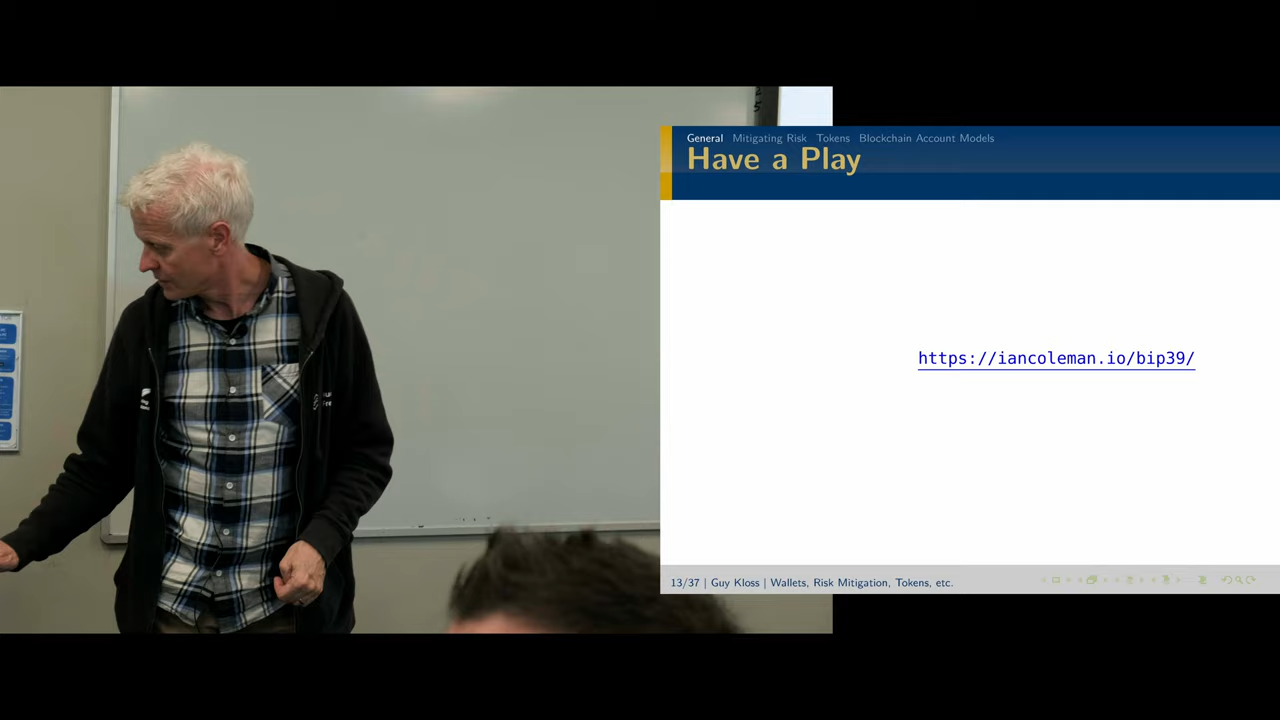 General Mitigating Risk Tokens Blockchain Account Models
Have a Play
https://iancoleman.io/bip39/
13/37 | Guy Kloss | Wallets, Risk Mitigation, Tokens, etc.